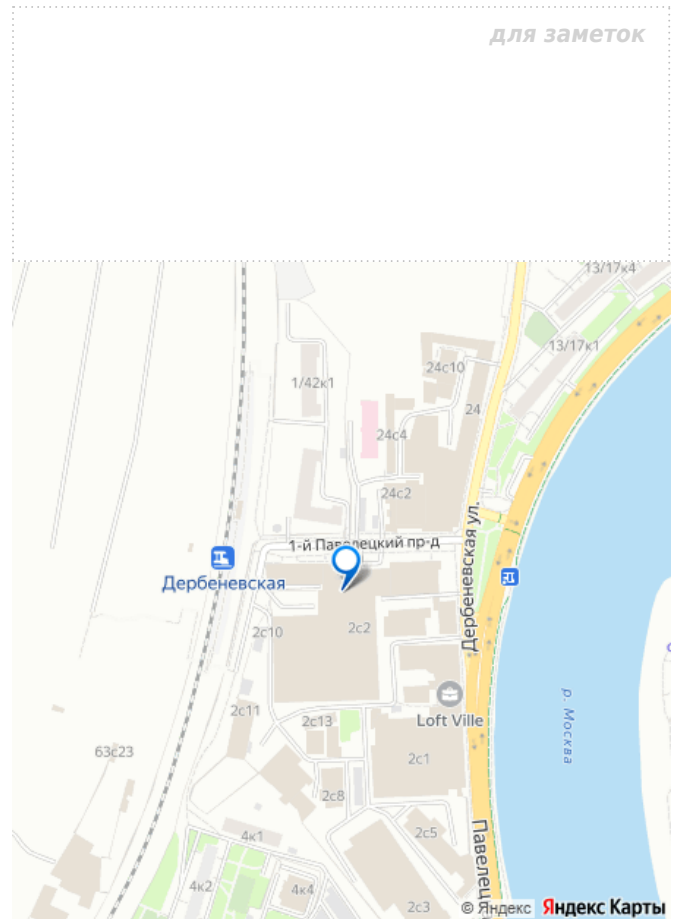 для заметок
13/17к4
13/17к1
24с10
1/42к1
24
24с4
24с2
1-й Павелецкий пр-д
Дербеневская ул.
Дербеневская
2с10
2с2
Loft Ville
2с11
2с13
р. Москва
63с23
2с1
2с8
4к1
2с5
4к2
4к4
2с3
Павелец
© Яндекс Яндекс Карты